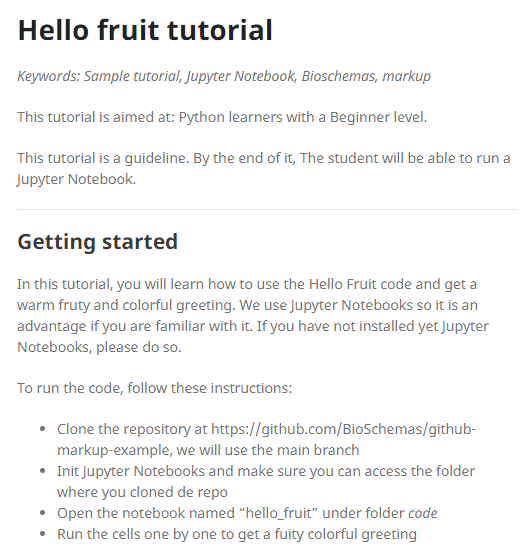 Hello fruit tutorial
Keywords: Sample tutorial, Jupyter Notebook, Bioschemas, markup
This tutorial is aimed at: Python learners with a Beginner level.
This tutorial is a guideline. By the end of it, The student will be able to run a
Jupyter Notebook.
Getting started
In this tutorial, you will learn how to use the Hello Fruit code and get a
warm fruty and colorful greeting. We use Jupyter Notebooks so it is an
advantage if you are familiar with it. If you have not installed yet Jupyter
Notebooks, please do so.
To run the code, follow these instructions:
• Clone the repository at https://github.com/BioSchemas/github-
markup-example, we will use the main branch
• Init Jupyter Notebooks and make sure you can access the folder
where you cloned de repo
• Open the notebook named “hello_fruit” under folder code
• Run the cells one by one to get a fuity colorful greeting